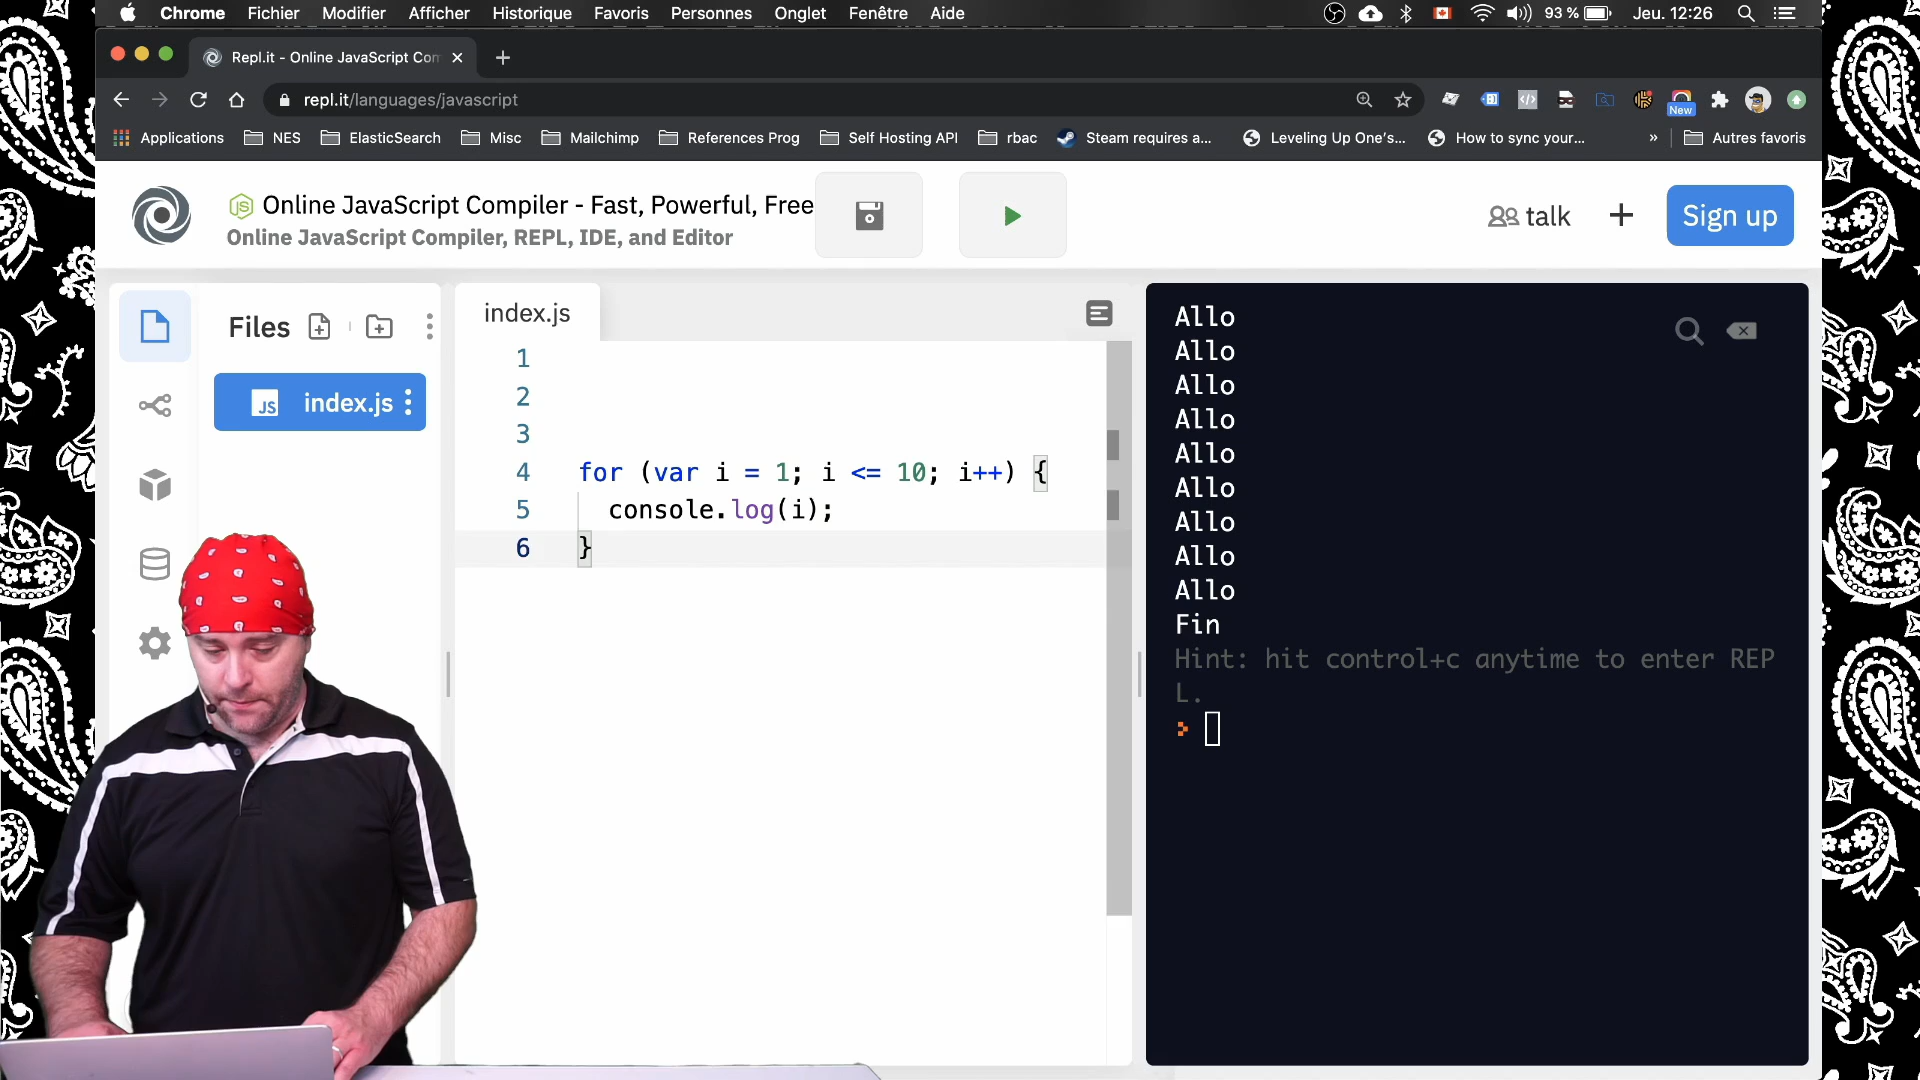 Chrome Fichier Modifier Afficher Historique Favoris Personnes Onglet Fenêtre Aide 93 % Jeu. 12:26
Repl.it - Online JavaScript Com
repl.it/languages/javascript
New
Applications NES ElasticSearch Misc Mailchimp References Prog Self Hosting API rbac Steam requires a... Leveling Up One's... How to sync your... » Autres favoris
JS Online JavaScript Compiler - Fast, Powerful, Free
Online JavaScript Compiler, REPL, IDE, and Editor
talk
Sign up
Files
JS index.js
index.js
1
2
3
4 for (var i = 1; i <= 10; i++) {
5 console.log(i);
6 }
Allo
Allo
Allo
Allo
Allo
Allo
Allo
Allo
Allo
Fin
Hint: hit control+c anytime to enter REP
L.